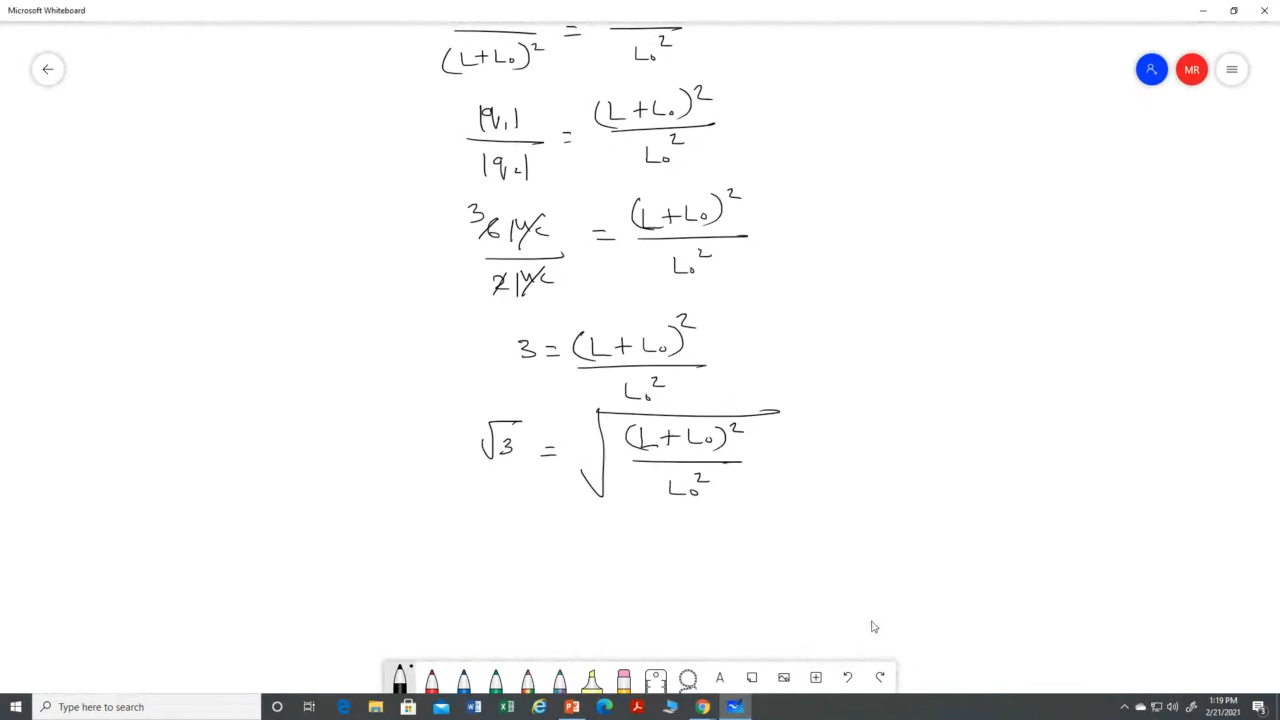 Microsoft Whiteboard
MR
(L+L₀)² = L₀²
|q₁| / |q₂| = (L+L₀)² / L₀²
3 6 μC / 2 μC = (L+L₀)² / L₀²
3 = (L+L₀)² / L₀²
√3 = √((L+L₀)² / L₀²)
A
Type here to search
1:19 PM
2/21/2021
3